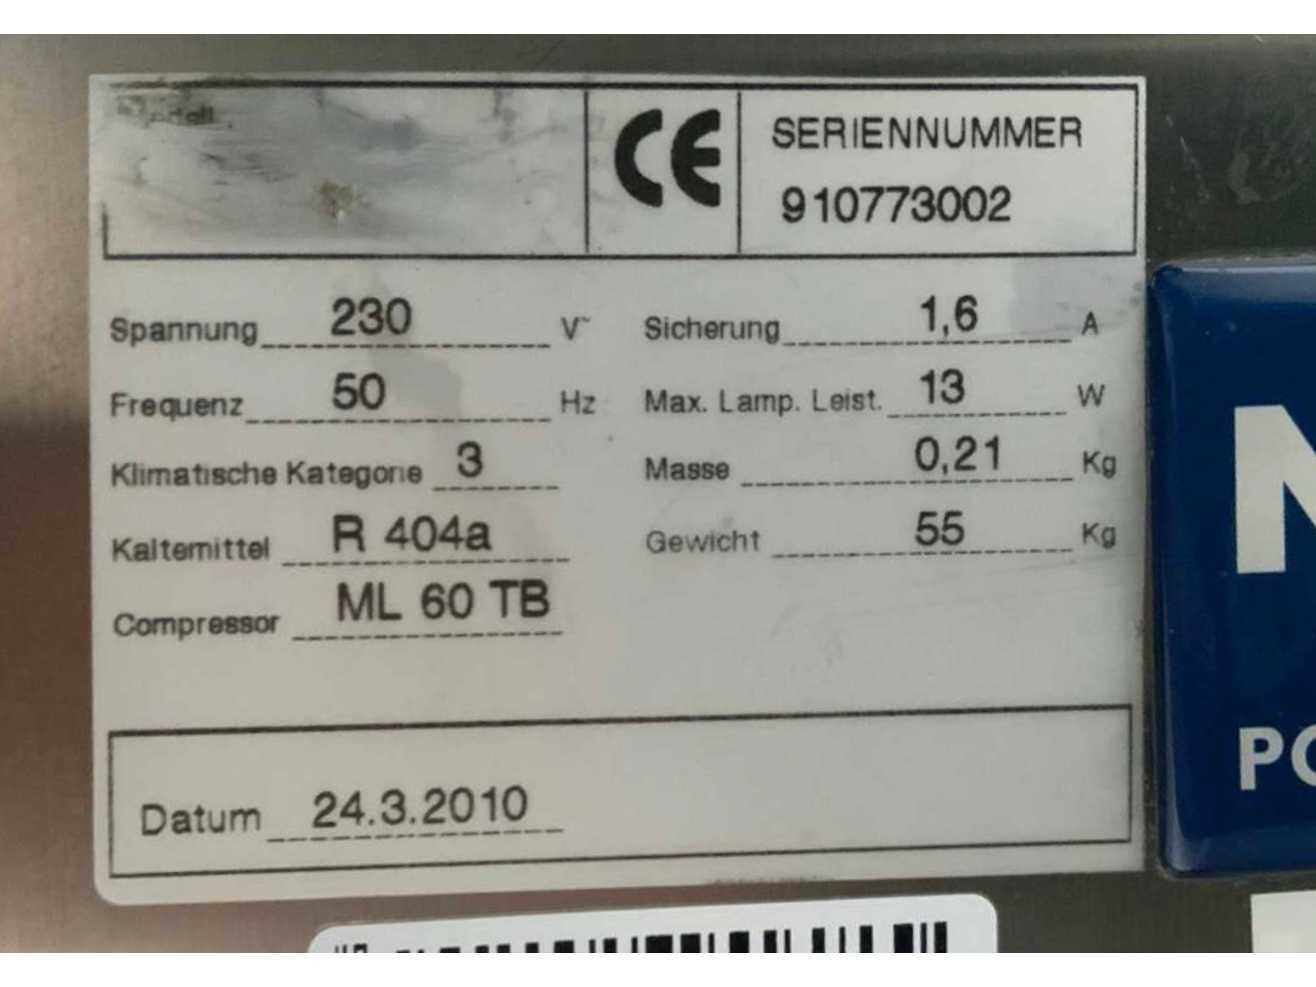 Modell
CE
SERIENNUMMER
910773002
Spannung 230 V~
Sicherung 1,6 A
Frequenz 50 Hz
Max. Lamp. Leist. 13 W
Klimatische Kategorie 3
Masse 0,21 Kg
Kaltemittel R 404a
Gewicht 55 Kg
Compressor ML 60 TB
Datum 24.3.2010